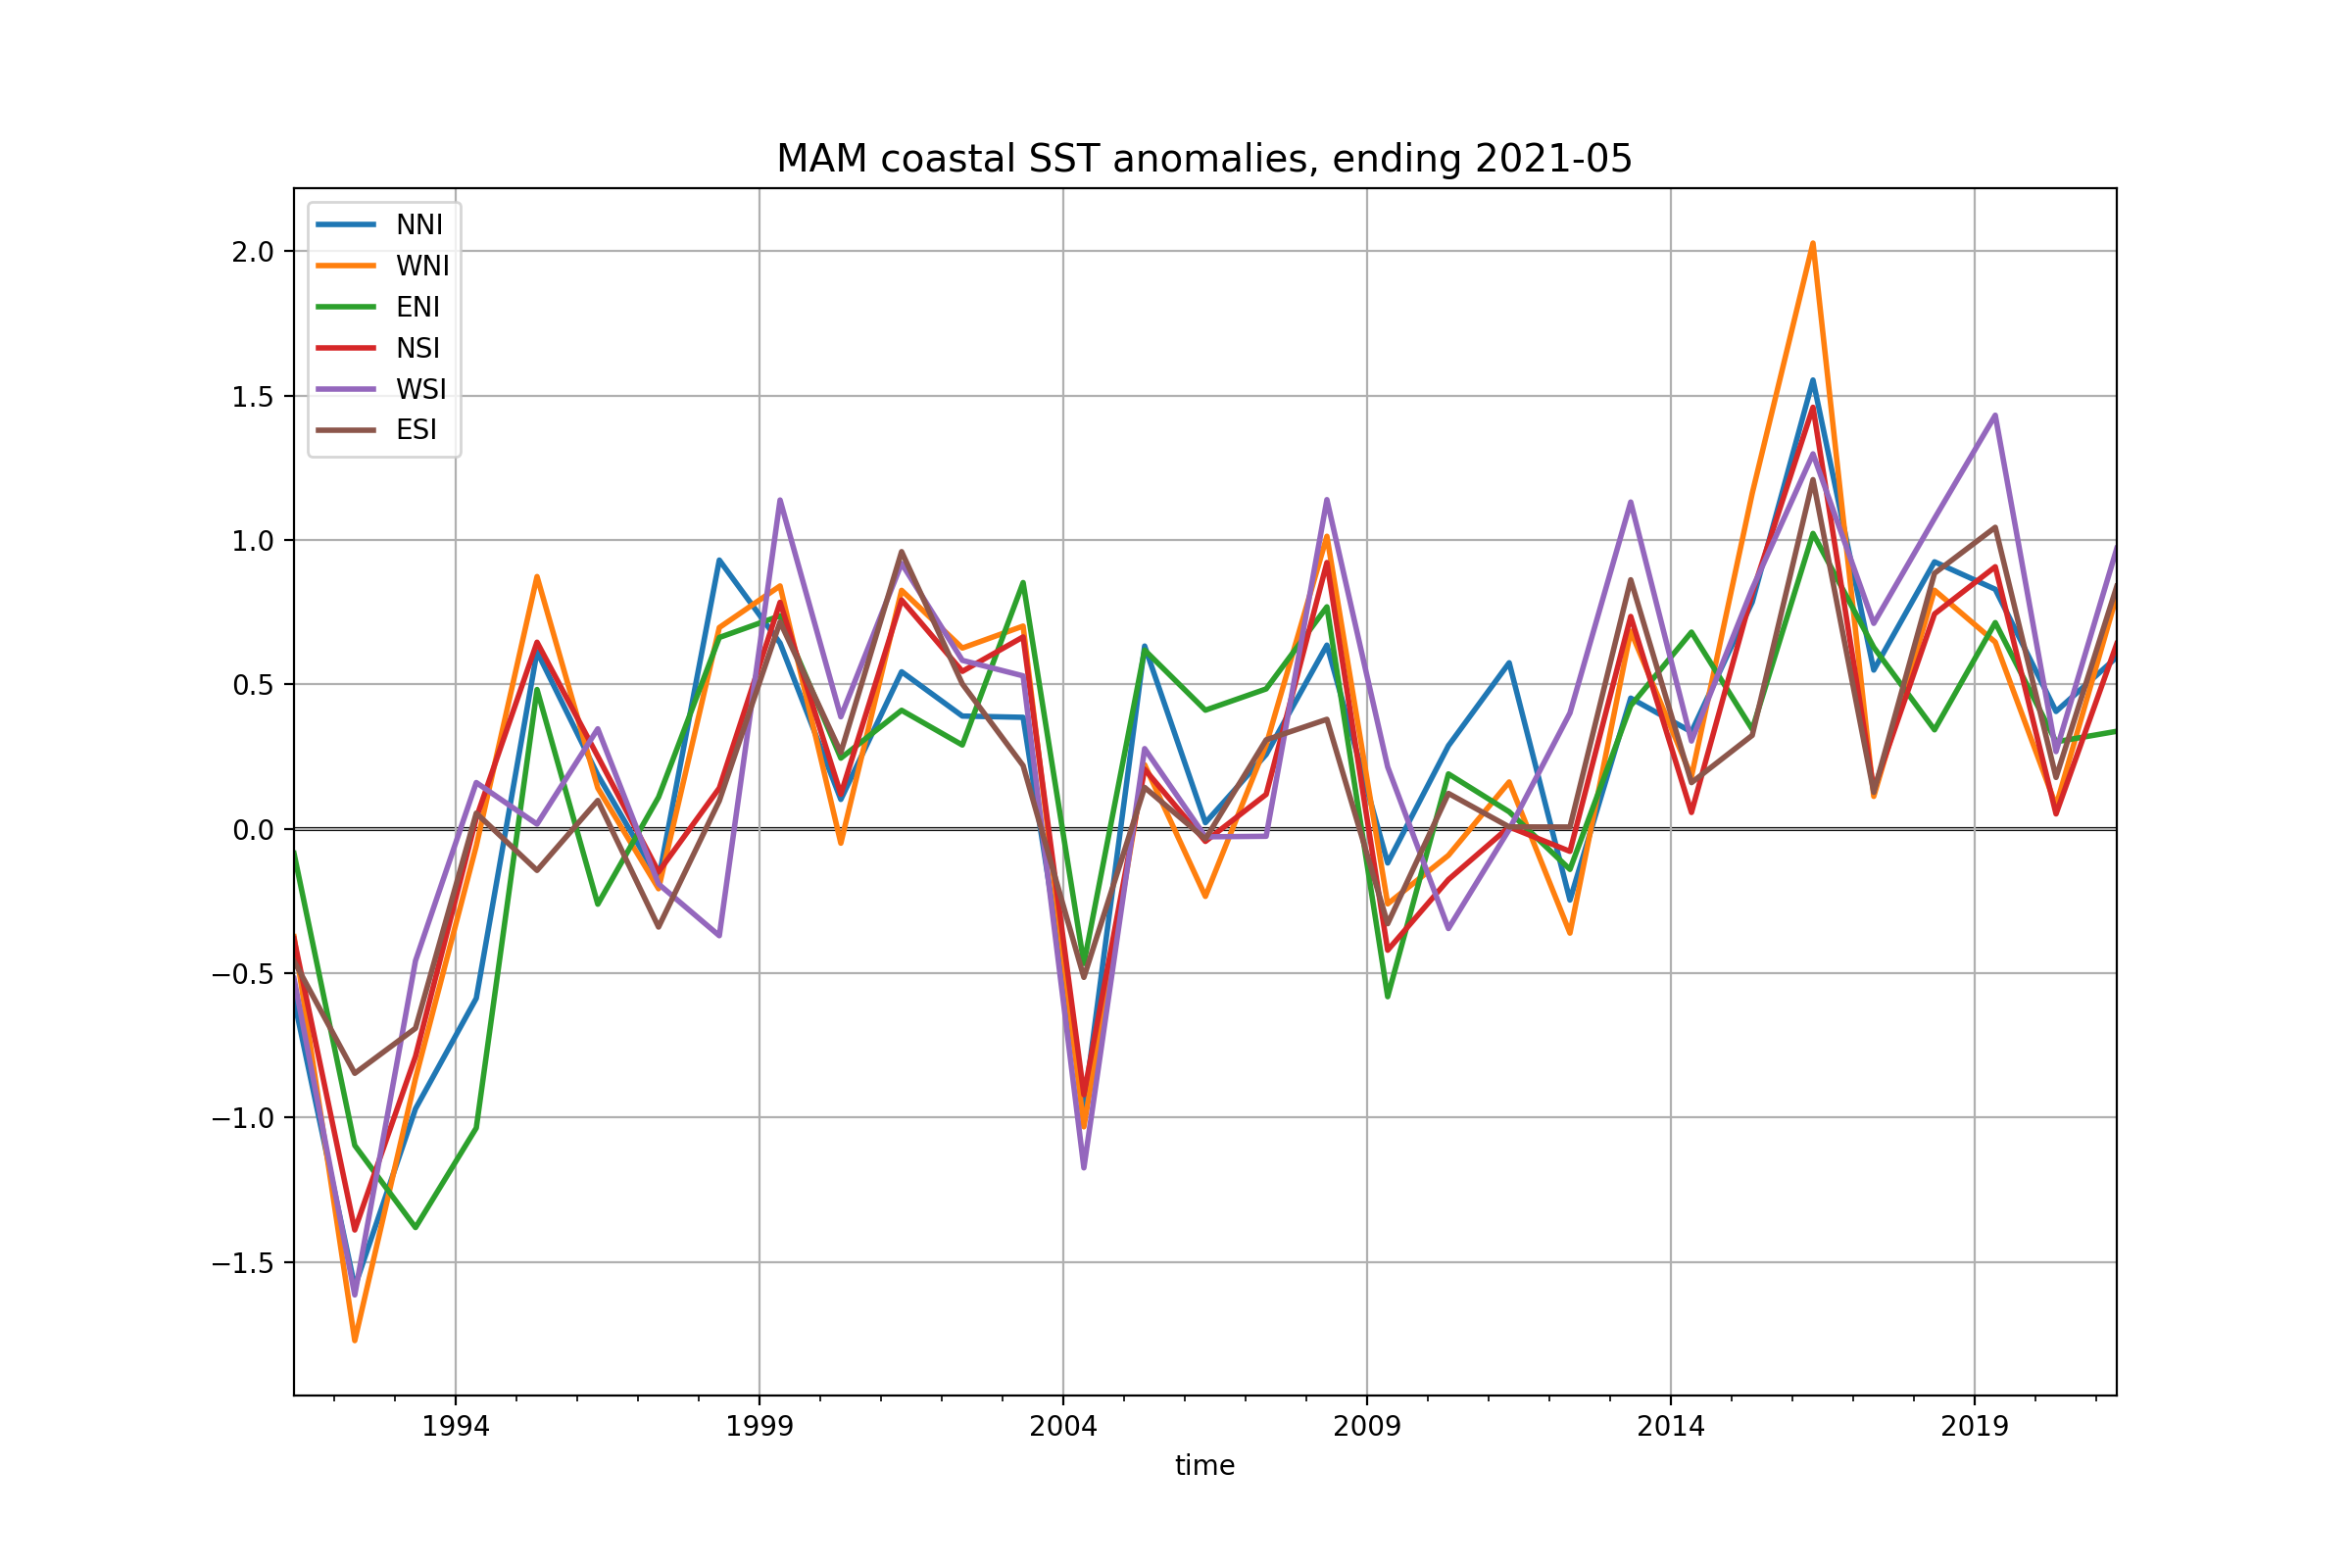 MAM coastal SST anomalies, ending 2021-05
NNI
WNI
ENI
NSI
WSI
ESI
2.0
1.5
1.0
0.5
0.0
−0.5
−1.0
−1.5
1994 1999 2004 2009 2014 2019
time